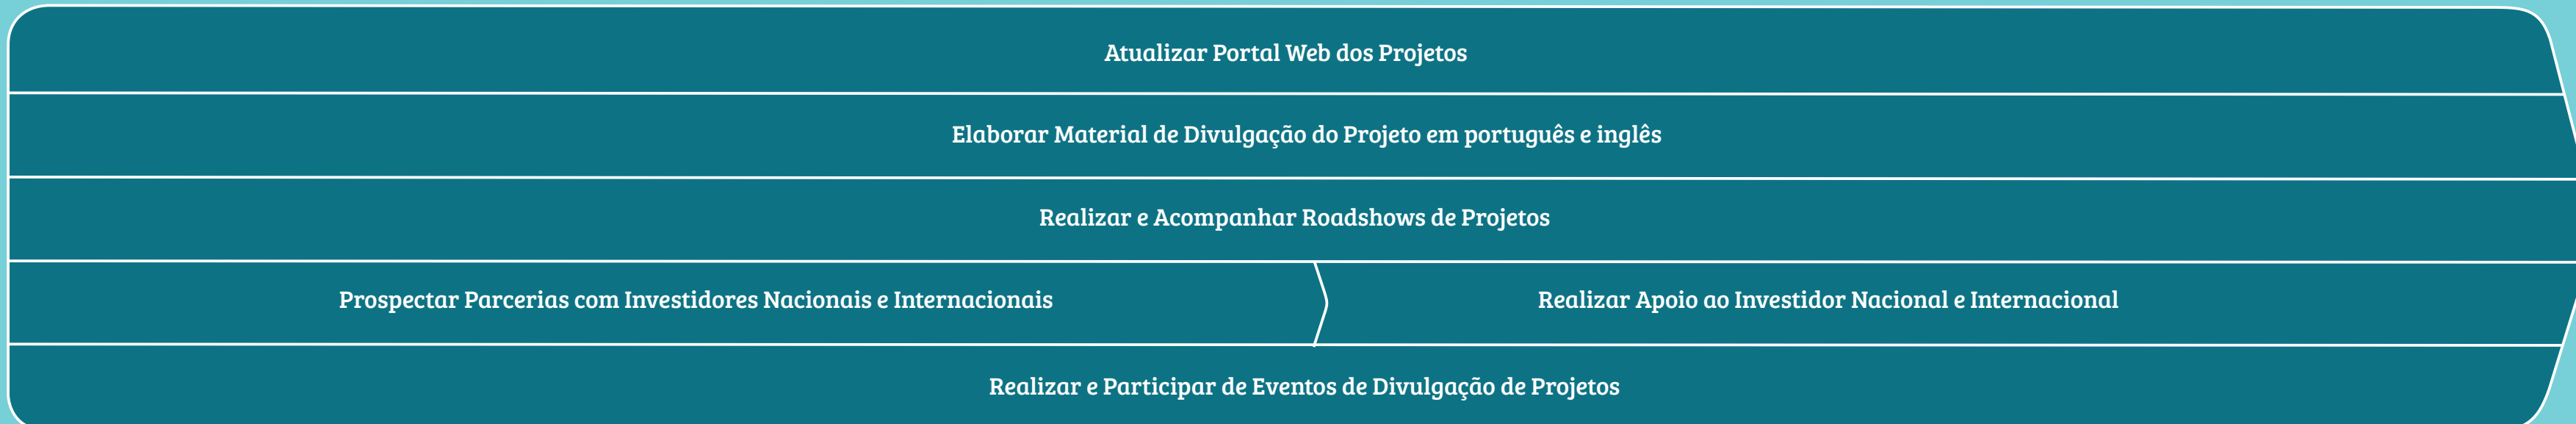 Atualizar Portal Web dos Projetos
Elaborar Material de Divulgação do Projeto em português e inglês
Realizar e Acompanhar Roadshows de Projetos
Prospectar Parcerias com Investidores Nacionais e Internacionais
Realizar Apoio ao Investidor Nacional e Internacional
Realizar e Participar de Eventos de Divulgação de Projetos